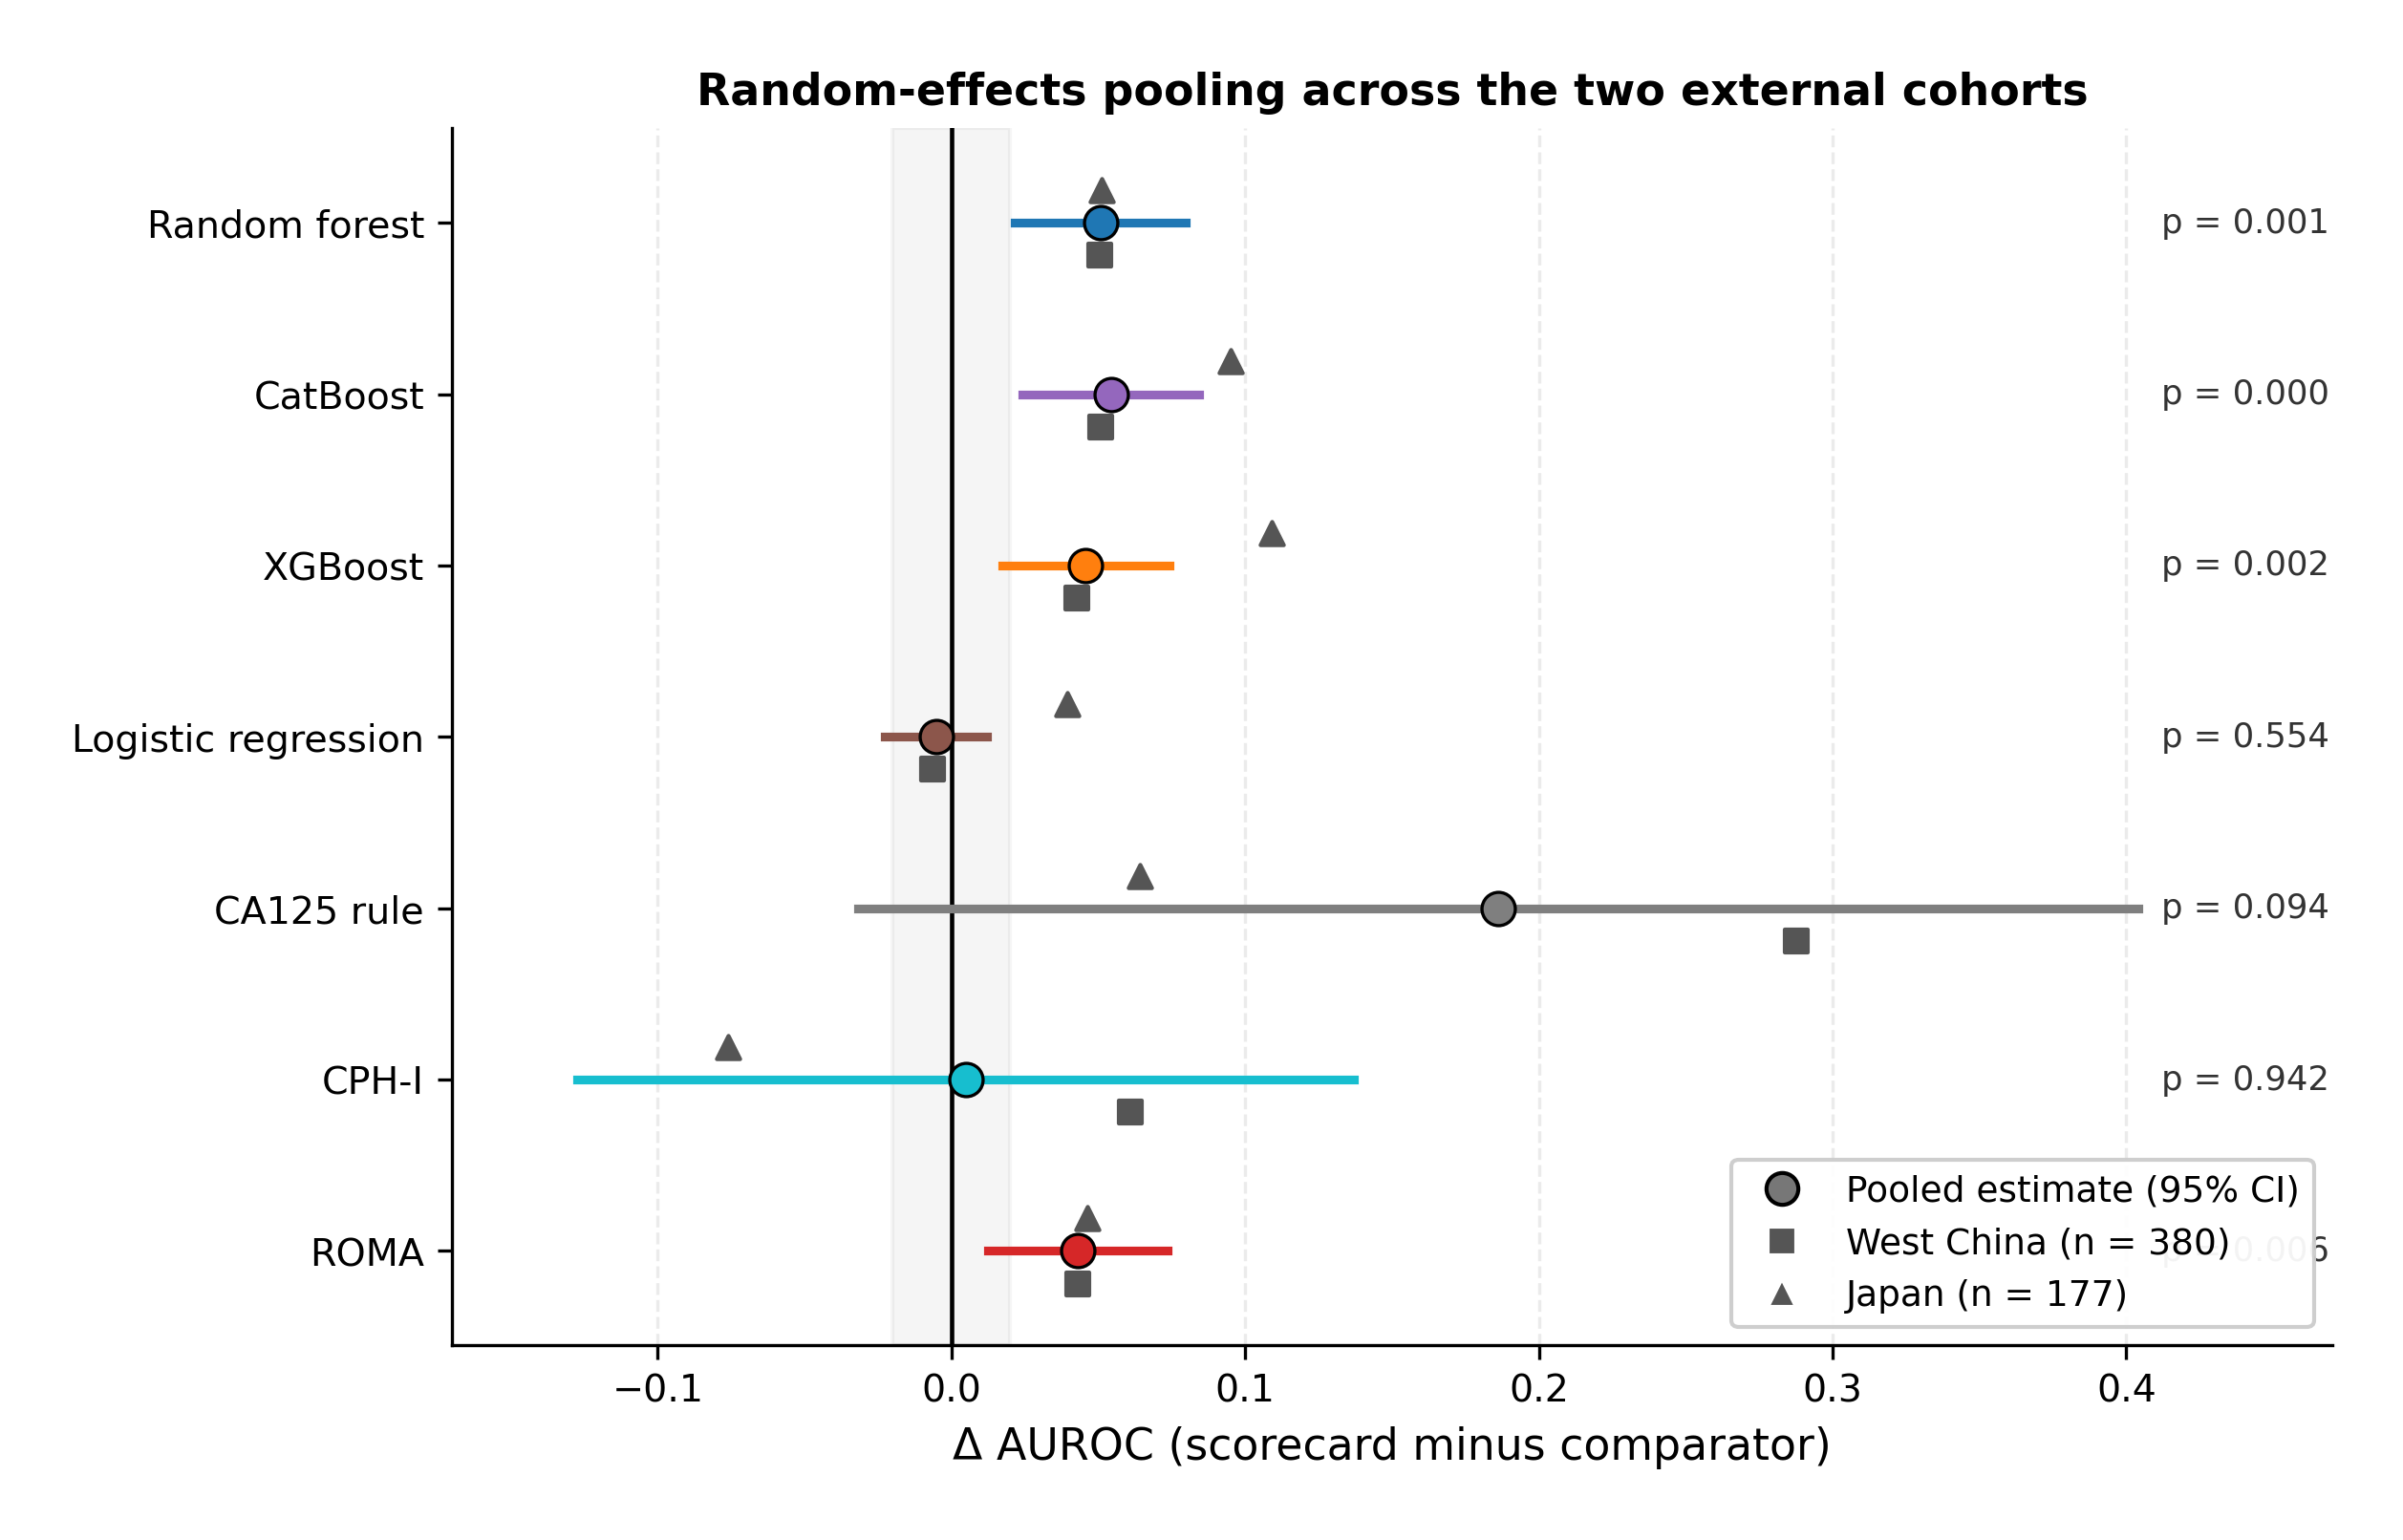 Random-effects pooling across the two external cohorts
Random forest
p = 0.001
CatBoost
p = 0.000
XGBoost
p = 0.002
Logistic regression
p = 0.554
CA125 rule
p = 0.094
CPH-I
p = 0.942
ROMA
p = 0.006
Pooled estimate (95% CI)
West China (n = 380)
Japan (n = 177)
−0.1
0.0
0.1
0.2
0.3
0.4
Δ AUROC (scorecard minus comparator)